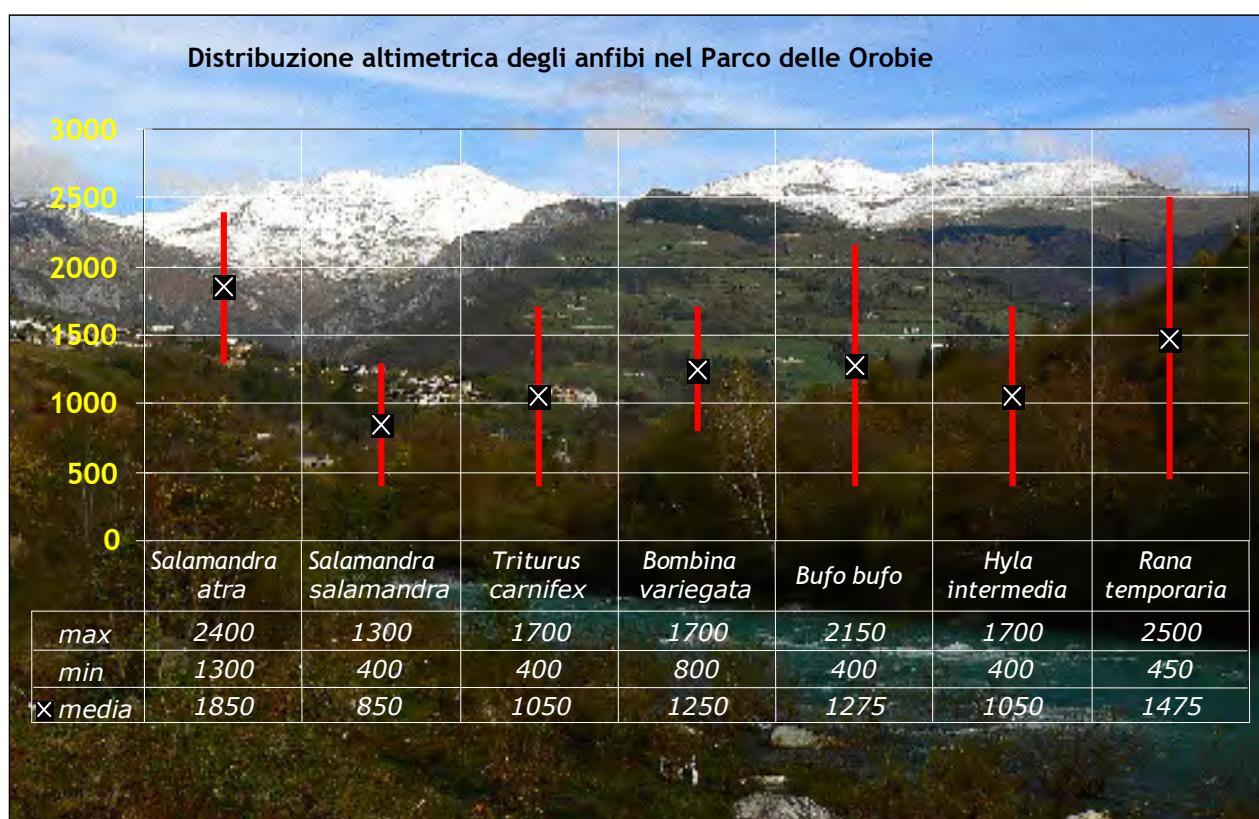 Distribuzione altimetrica degli anfibi nel Parco delle Orobie
3000
2500
2000
1500
1000
500
0
Salamandra atra
Salamandra salamandra
Triturus carnifex
Bombina variegata
Bufo bufo
Hyla intermedia
Rana temporaria
max 2400 1300 1700 1700 2150 1700 2500
min 1300 400 400 800 400 400 450
media 1850 850 1050 1250 1275 1050 1475